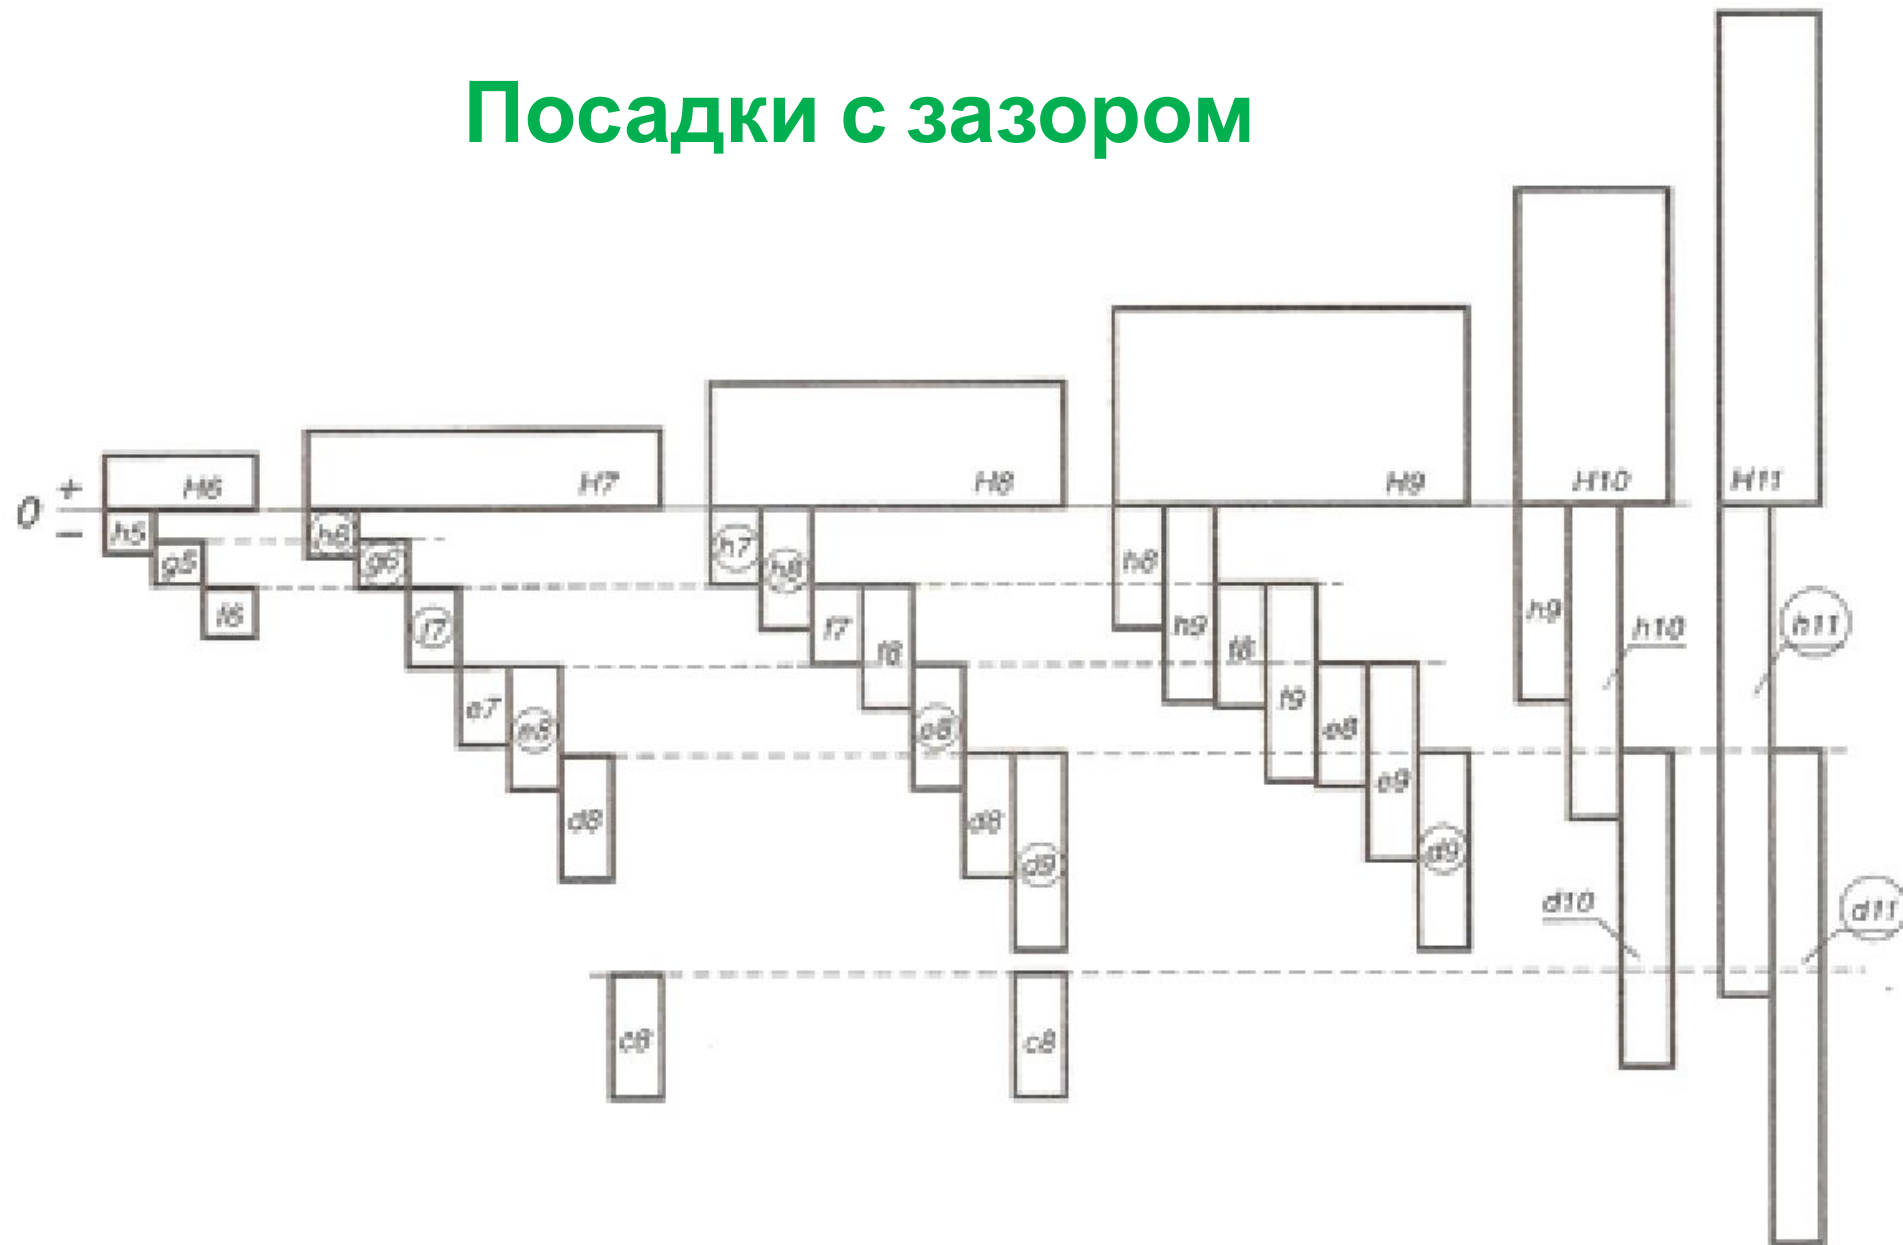 Посадки с зазором
0 + −
H6 H7 H8 H9 H10 H11
h5 g5 f6
h6 g6 f7 e7 e8 d8 c8
h7 h8 f7 f8 e8 d8 d9 c8
h8 h9 f8 f9 e8 e9 d9
h9 h10 d10
h11 d11